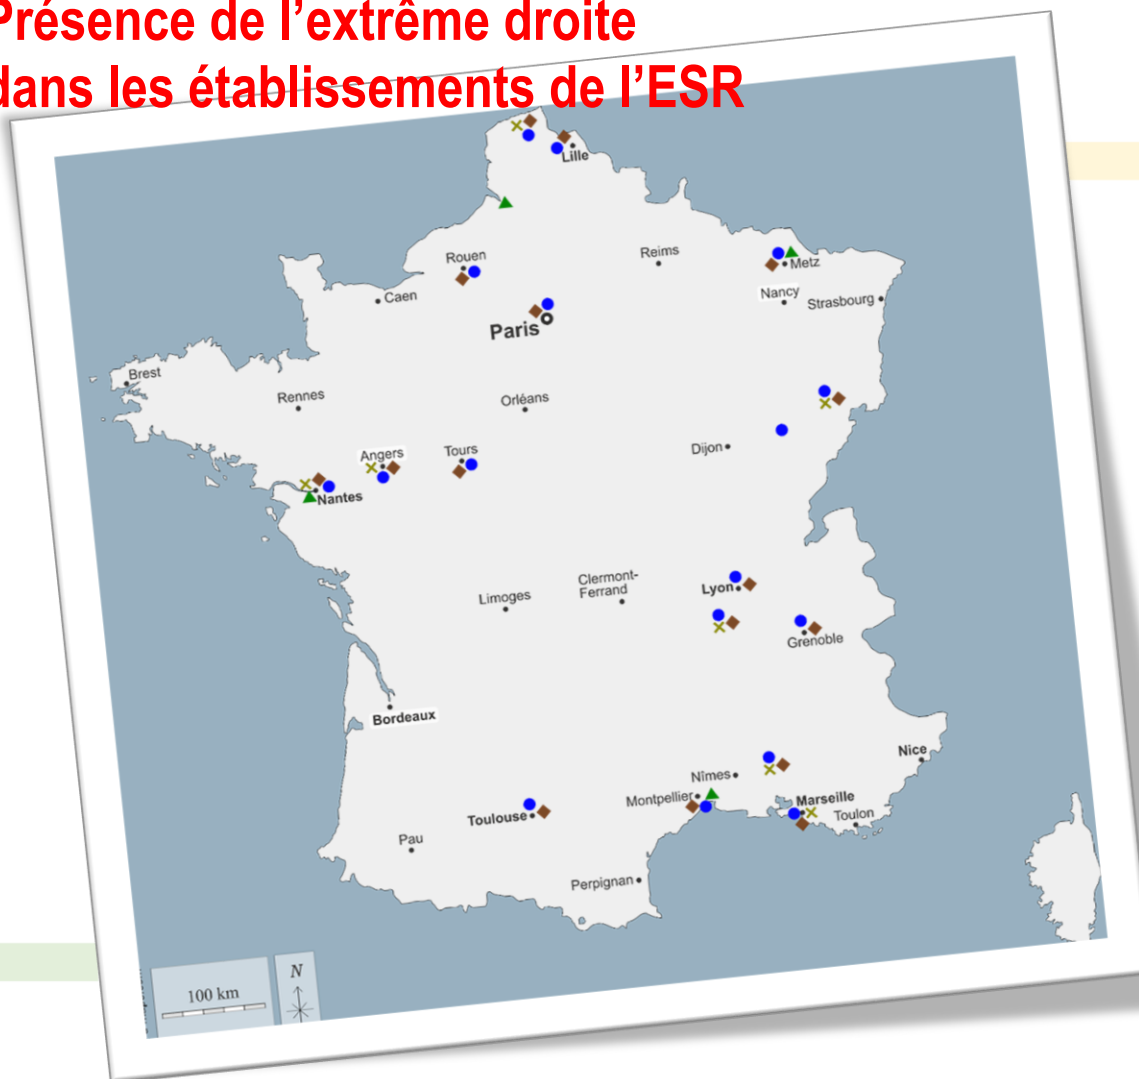 Présence de l’extrême droite
dans les établissements de l’ESR
Lille
Rouen
Reims
Metz
Caen
Nancy
Strasbourg
Paris
Brest
Rennes
Orléans
Angers
Tours
Dijon
Nantes
Clermont-
Ferrand
Limoges
Lyon
Grenoble
Bordeaux
Nice
Nîmes
Montpellier
Marseille
Toulon
Toulouse
Pau
Perpignan
N
100 km